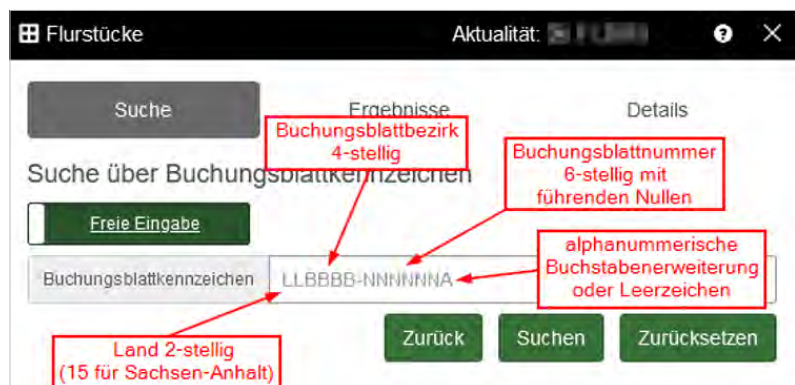 Flurstücke
Aktualität:
Suche
Ergebnisse
Details
Buchungsblattbezirk
4-stellig
Buchungsblattnummer
6-stellig mit
führenden Nullen
Suche über Buchungsblattkennzeichen
Freie Eingabe
alphanummerische
Buchstabenerweiterung
oder Leerzeichen
Buchungsblattkennzeichen
LLBBBB-NNNNNNA
Land 2-stellig
(15 für Sachsen-Anhalt)
Zurück
Suchen
Zurücksetzen